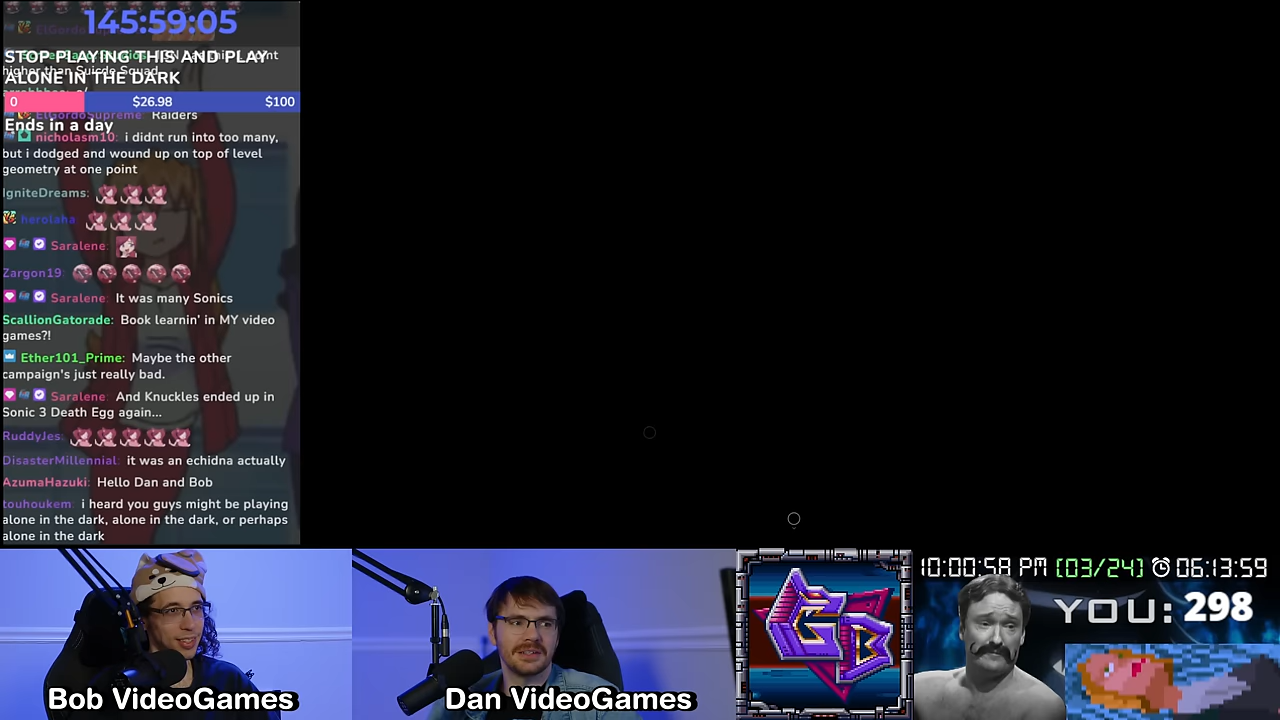 145:59:05
STOP PLAYING THIS AND PLAY
ALONE IN THE DARK
higher than Suicde Squad
0 $26.98 $100
ElGordoSupreme: Raiders
Ends in a day
nicholasm10: i didnt run into too many,
but i dodged and wound up on top of level
geometry at one point
IgniteDreams:
herolaha:
Saralene:
Zargon19:
Saralene: It was many Sonics
ScallionGatorade: Book learnin' in MY video
games?!
Ether101_Prime: Maybe the other
campaign's just really bad.
Saralene: And Knuckles ended up in
Sonic 3 Death Egg again...
RuddyJes:
DisasterMillennial: it was an echidna actually
AzumaHazuki: Hello Dan and Bob
touhoukem: i heard you guys might be playing
alone in the dark, alone in the dark, or perhaps
alone in the dark
Bob VideoGames
Dan VideoGames
GB
10:00:58 PM [03/24] 06:13:59
YOU: 298